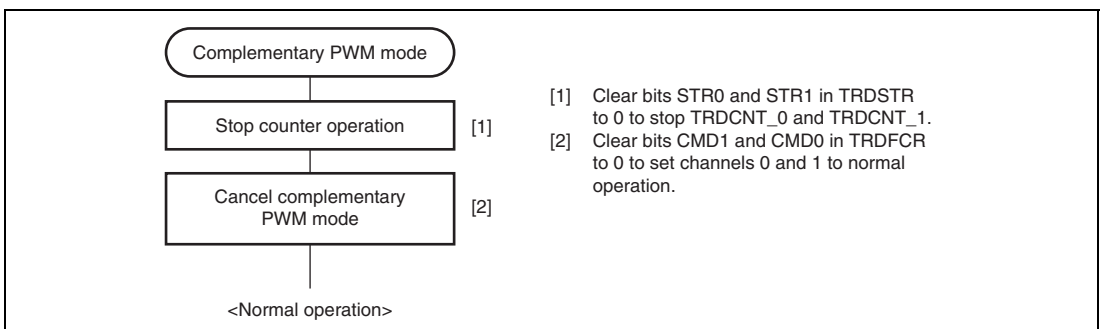 Complementary PWM mode
Stop counter operation
[1]
Cancel complementary
PWM mode
[2]
<Normal operation>
[1] Clear bits STR0 and STR1 in TRDSTR
to 0 to stop TRDCNT_0 and TRDCNT_1.
[2] Clear bits CMD1 and CMD0 in TRDFCR
to 0 to set channels 0 and 1 to normal
operation.